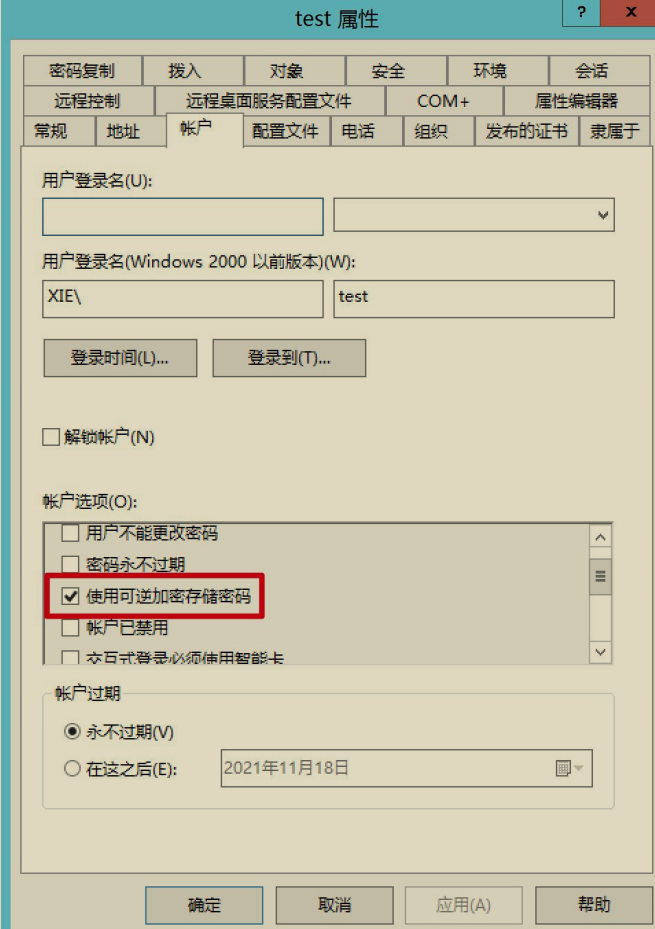 test 属性
? x
密码复制 拨入 对象 安全 环境 会话
远程控制 远程桌面服务配置文件 COM+ 属性编辑器
常规 地址 帐户 配置文件 电话 组织 发布的证书 隶属于
用户登录名(U):
用户登录名(Windows 2000 以前版本)(W):
XIE\ test
登录时间(L)... 登录到(T)...
解锁帐户(N)
帐户选项(O):
用户不能更改密码
密码永不过期
使用可逆加密存储密码
帐户已禁用
交互式登录必须使用智能卡
帐户过期
永不过期(V)
在这之后(E): 2021年11月18日
确定 取消 应用(A) 帮助